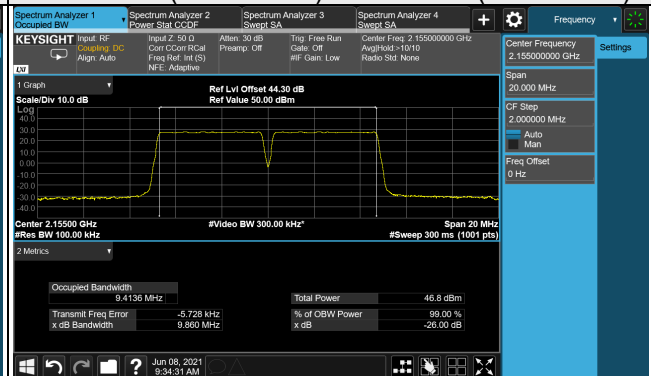 Spectrum Analyzer 1
Occupied BW
Spectrum Analyzer 2
Power Stat CCDF
Spectrum Analyzer 3
Swept SA
Spectrum Analyzer 4
Swept SA
+
Frequency
KEYSIGHT
Input: RF
Coupling: DC
Align: Auto
Input Z: 50 Ω
Corr CCorr RCal
Freq Ref: Int (S)
NFE: Adaptive
Atten: 30 dB
Preamp: Off
Trig: Free Run
Gate: Off
#IF Gain: Low
Center Freq: 2.155000000 GHz
Avg|Hold:>10/10
Radio Std: None
LXI
Center Frequency
2.155000000 GHz
Settings
Span
20.000 MHz
CF Step
2.000000 MHz
Auto
Man
Freq Offset
0 Hz
1 Graph
Scale/Div 10.0 dB
Ref Lvl Offset 44.30 dB
Ref Value 50.00 dBm
Log
40.0
30.0
20.0
10.0
0.00
-10.0
-20.0
-30.0
-40.0
Center 2.15500 GHz
#Res BW 100.00 kHz
#Video BW 300.00 kHz*
Span 20 MHz
#Sweep 300 ms (1001 pts)
2 Metrics
Occupied Bandwidth
9.4136 MHz
Total Power 46.8 dBm
Transmit Freq Error -5.728 kHz
% of OBW Power 99.00 %
x dB Bandwidth 9.860 MHz
x dB -26.00 dB
?
Jun 08, 2021
9:34:31 AM